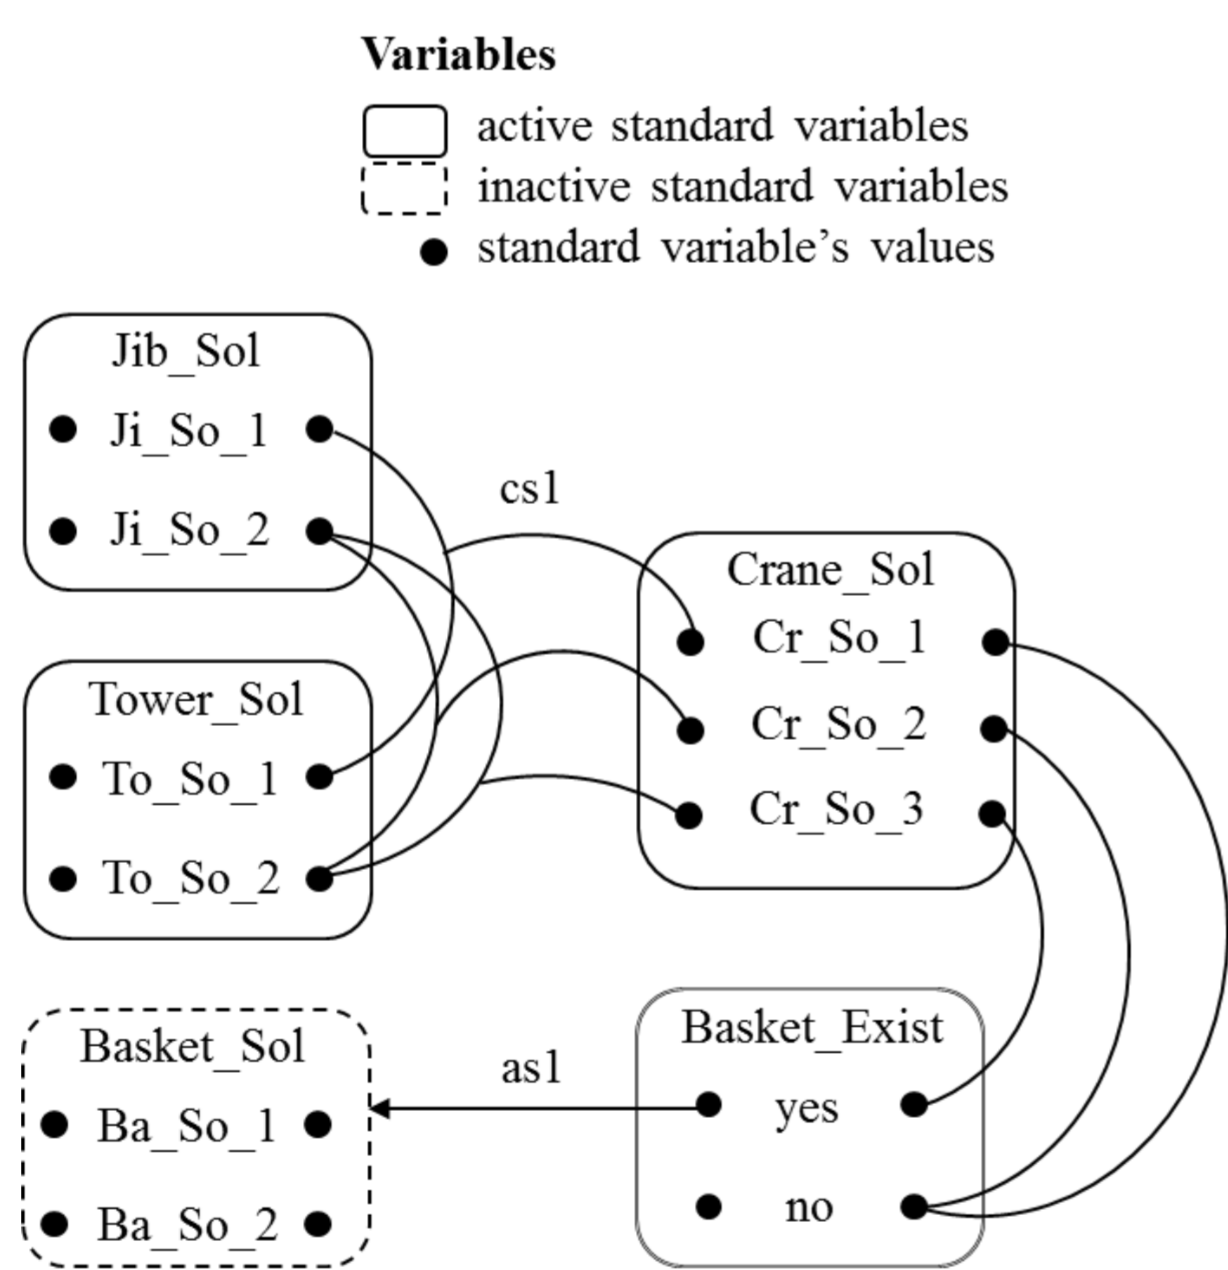 Variables
active standard variables
inactive standard variables
standard variable’s values
Jib_Sol
Ji_So_1
Ji_So_2
cs1
Crane_Sol
Cr_So_1
Cr_So_2
Cr_So_3
Tower_Sol
To_So_1
To_So_2
Basket_Sol
Ba_So_1
Ba_So_2
as1
Basket_Exist
yes
no